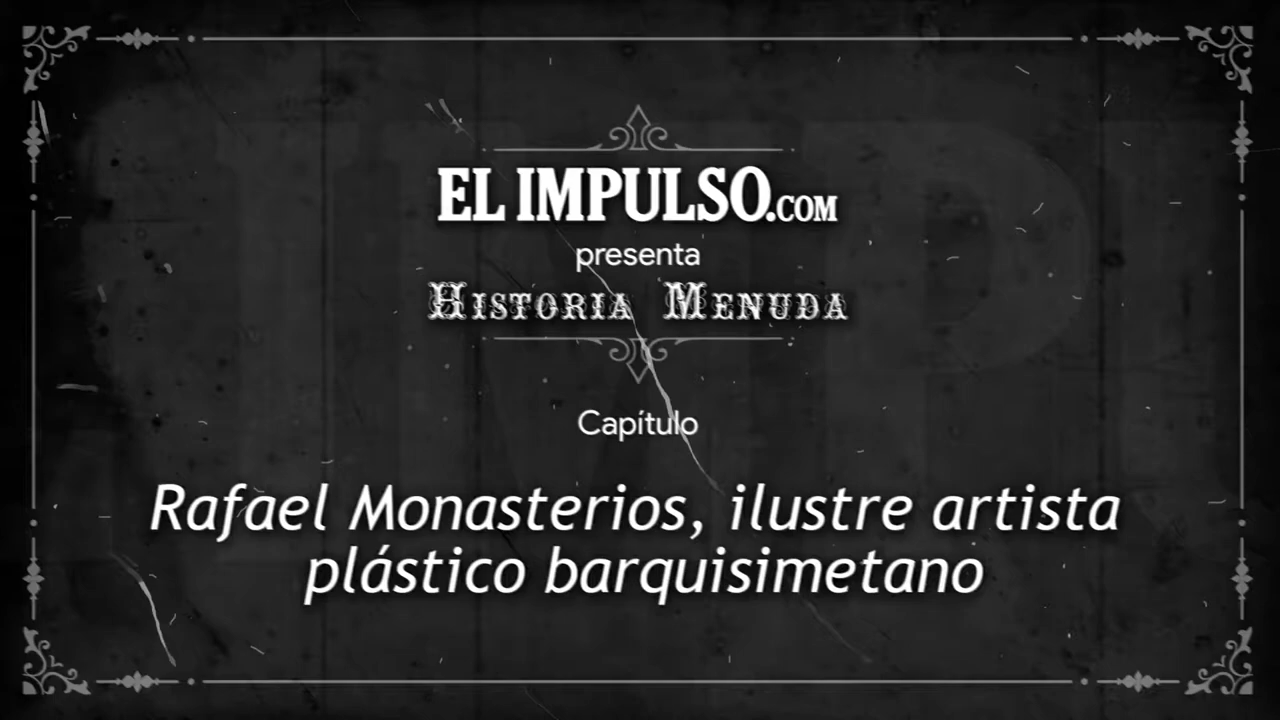 EL IMPULSO.COM
presenta
HISTORIA MENUDA
Capítulo
Rafael Monasterios, ilustre artista
plástico barquisimetano